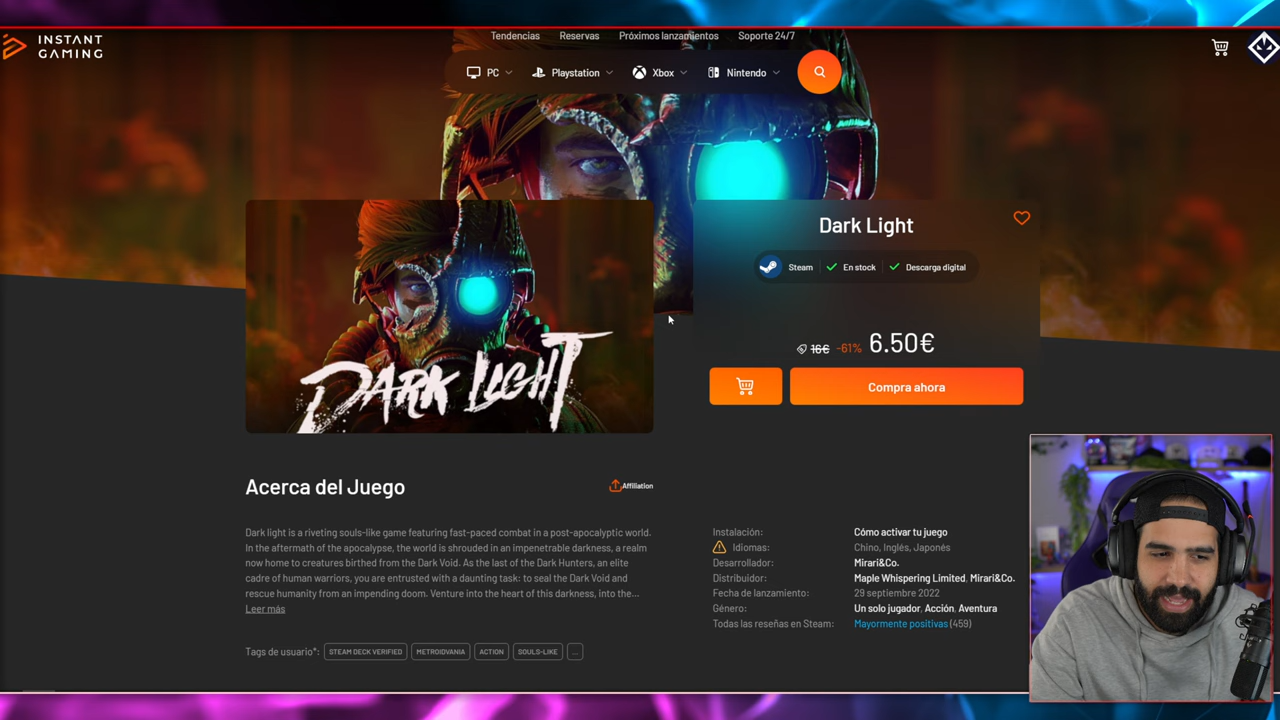 INSTANT
GAMING
Tendencias
Reservas
Próximos lanzamientos
Soporte 24/7
PC
Playstation
Xbox
Nintendo
DARK LIGHT
Dark Light
Steam
En stock
Descarga digital
16€ -61% 6.50€
Compra ahora
Acerca del Juego
Affiliation
Dark light is a riveting souls-like game featuring fast-paced combat in a post-apocalyptic world.
In the aftermath of the apocalypse, the world is shrouded in an impenetrable darkness, a realm
now home to creatures birthed from the Dark Void. As the last of the Dark Hunters, an elite
cadre of human warriors, you are entrusted with a daunting task: to seal the Dark Void and
rescue humanity from an impending doom. Venture into the heart of this darkness, into the...
Leer más
Tags de usuario*: STEAM DECK VERIFIED METROIDVANIA ACTION SOULS-LIKE ...
Instalación: Cómo activar tu juego
Idiomas: Chino, Inglés, Japonés
Desarrollador: Mirari&Co.
Distribuidor: Maple Whispering Limited, Mirari&Co.
Fecha de lanzamiento: 29 septiembre 2022
Género: Un solo jugador, Acción, Aventura
Todas las reseñas en Steam: Mayormente positivas (459)